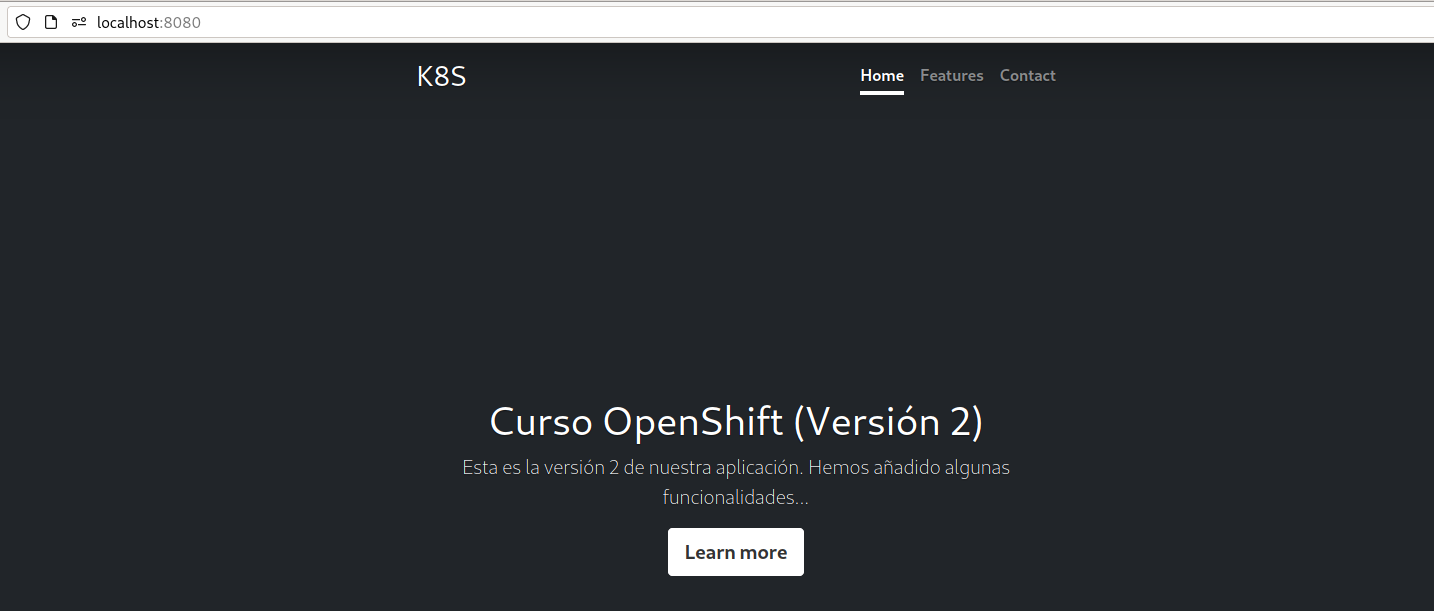 localhost:8080
K8S
Home Features Contact
Curso OpenShift (Versión 2)
Esta es la versión 2 de nuestra aplicación. Hemos añadido algunas
funcionalidades...
Learn more